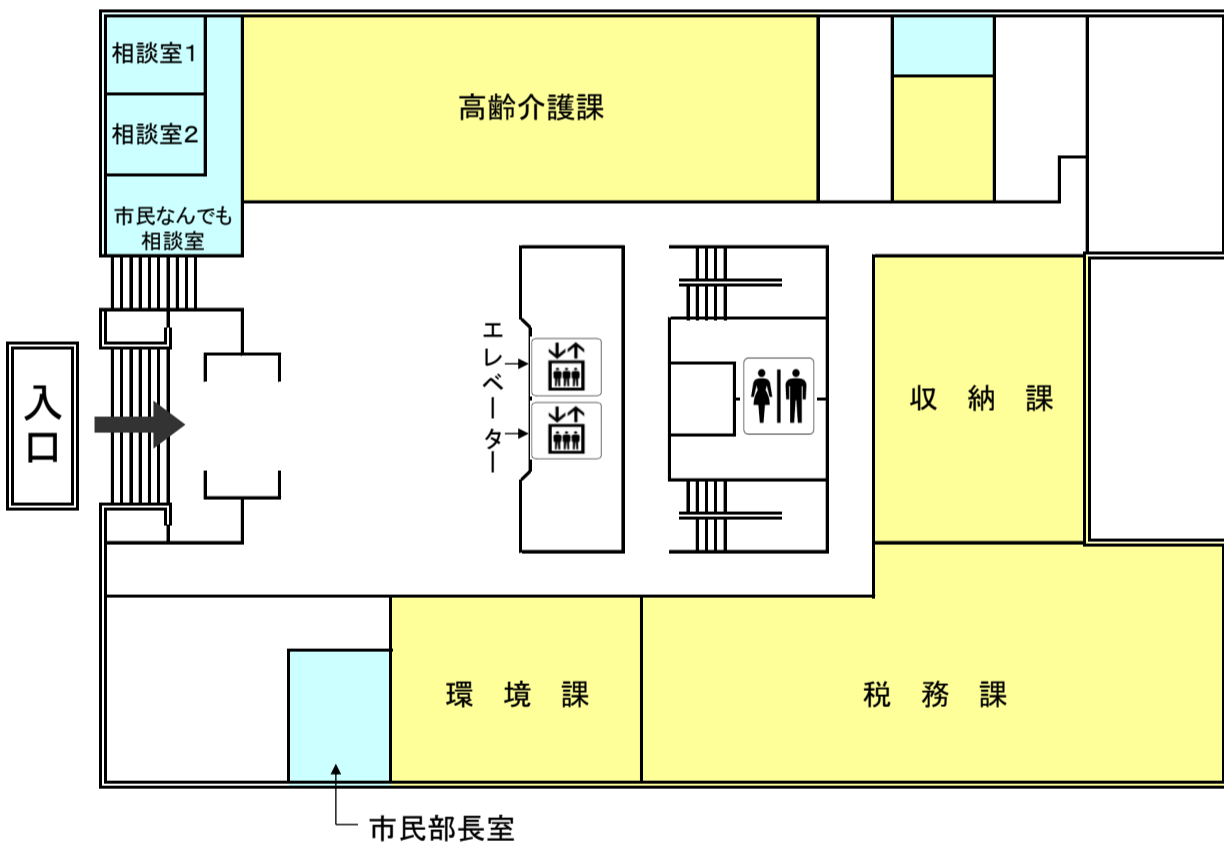 相談室1
相談室2
市民なんでも
相談室
高齢介護課
入口
エレベーター
収納課
環境課
税務課
市民部長室